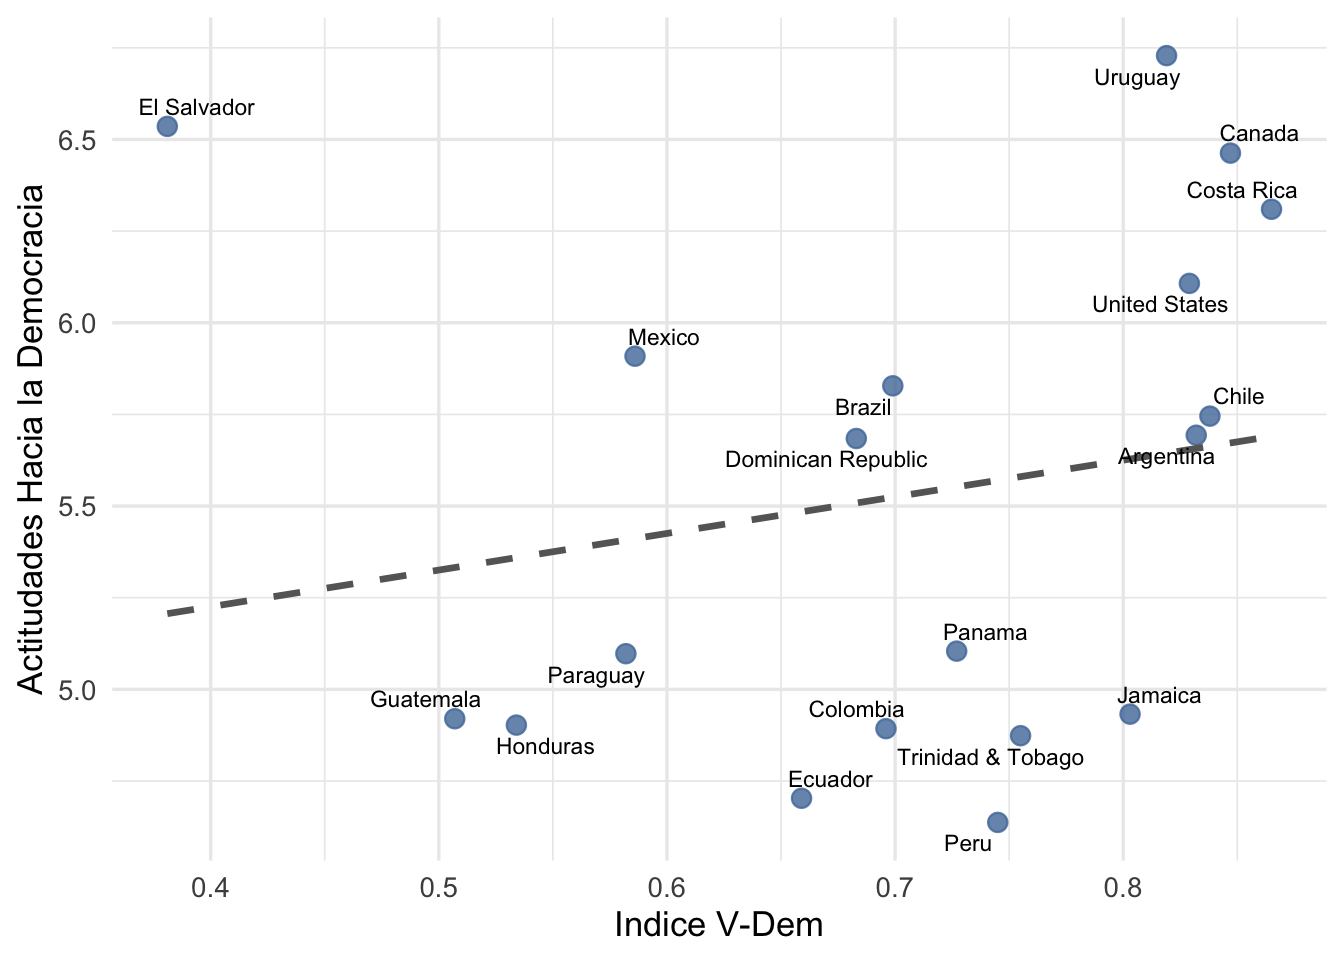 Uruguay
El Salvador
Canada
6.5
Costa Rica
United States
6.0
Mexico
Chile
Brazil
Argentina
Dominican Republic
5.5
Panama
Paraguay
5.0
Guatemala
Jamaica
Colombia
Honduras
Trinidad & Tobago
Ecuador
Peru
0.4 0.5 0.6 0.7 0.8
Indice V-Dem
Actitudades Hacia la Democracia